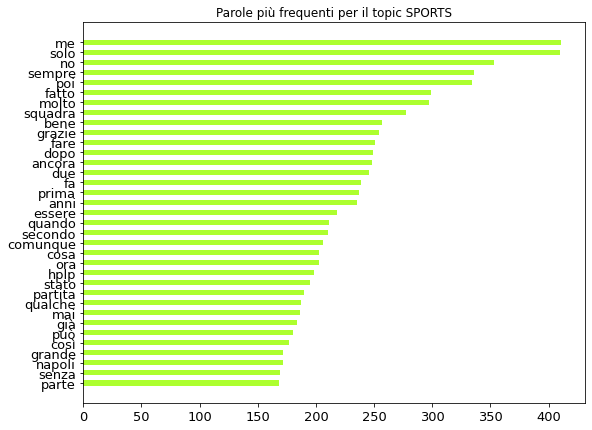 Parole più frequenti per il topic SPORTS
me
solo
no
sempre
poi
fatto
molto
squadra
bene
grazie
fare
dopo
ancora
due
fa
prima
anni
essere
quando
secondo
comunque
cosa
ora
hplp
stato
partita
qualche
mai
già
può
così
grande
napoli
senza
parte
0 50 100 150 200 250 300 350 400